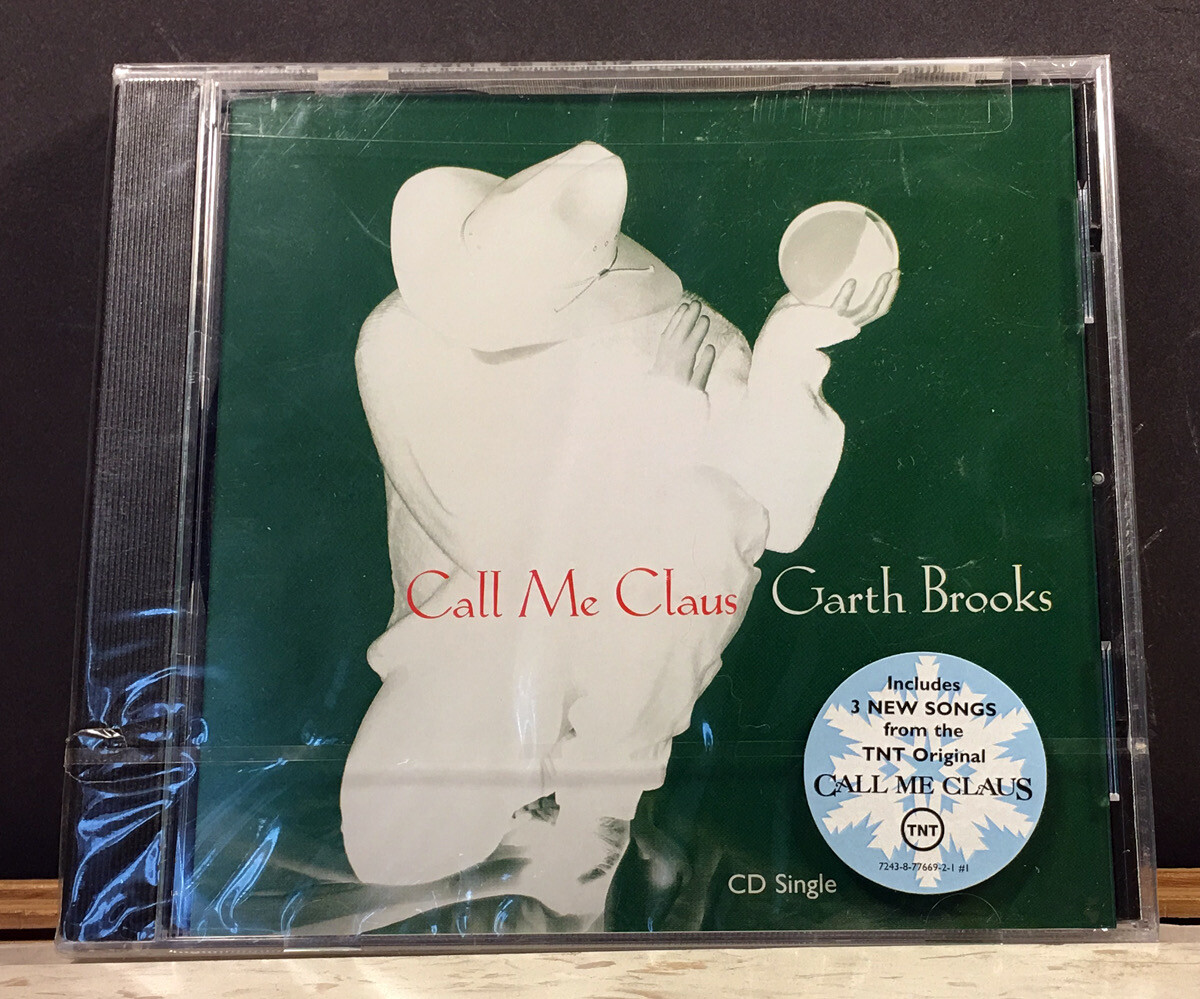 Call Me Claus Garth Brooks
Includes
3 NEW SONGS
from the
TNT Original
CALL ME CLAUS
TNT
7243-8-77669-2-1 #1
CD Single